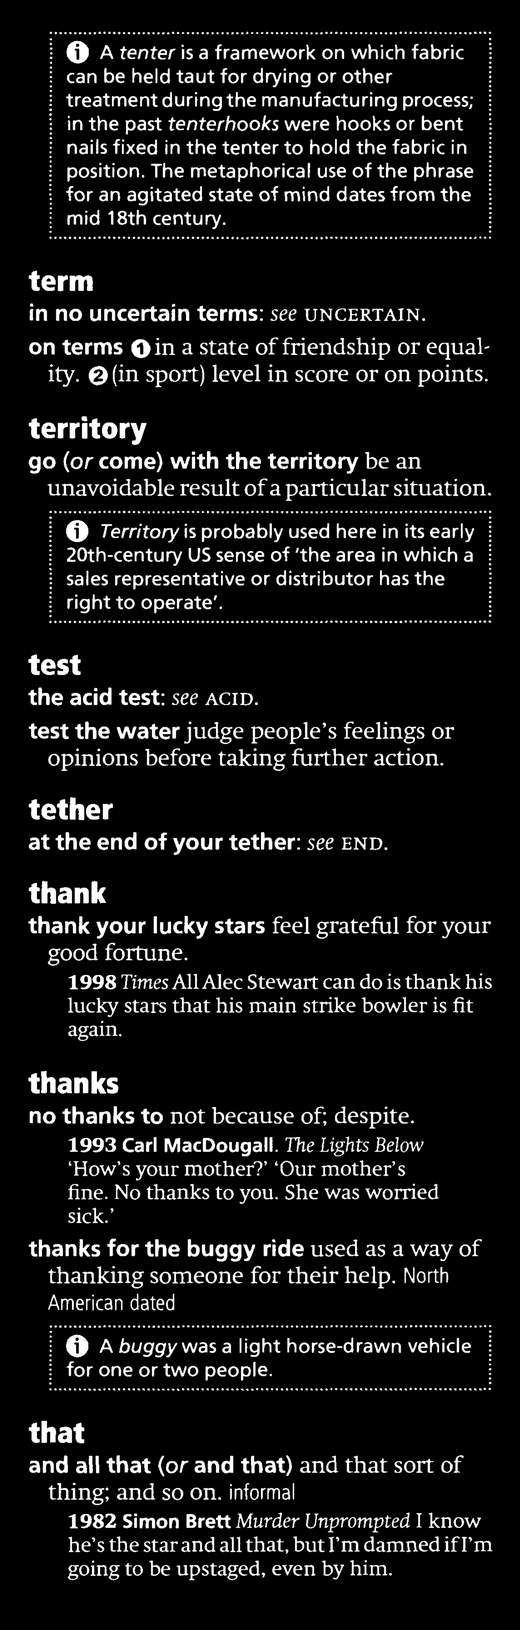 ⓘ A tenter is a framework on which fabric
can be held taut for drying or other
treatment during the manufacturing process;
in the past tenterhooks were hooks or bent
nails fixed in the tenter to hold the fabric in
position. The metaphorical use of the phrase
for an agitated state of mind dates from the
mid 18th century.
term
in no uncertain terms: see UNCERTAIN.
on terms ❶ in a state of friendship or equal-
ity. ❷ (in sport) level in score or on points.
territory
go (or come) with the territory be an
unavoidable result of a particular situation.
ⓘ Territory is probably used here in its early
20th-century US sense of ‘the area in which a
sales representative or distributor has the
right to operate’.
test
the acid test: see ACID.
test the water judge people’s feelings or
opinions before taking further action.
tether
at the end of your tether: see END.
thank
thank your lucky stars feel grateful for your
good fortune.
1998 Times All Alec Stewart can do is thank his
lucky stars that his main strike bowler is fit
again.
thanks
no thanks to not because of; despite.
1993 Carl MacDougall. The Lights Below
‘How’s your mother?’ ‘Our mother’s
fine. No thanks to you. She was worried
sick.’
thanks for the buggy ride used as a way of
thanking someone for their help. North
American dated
ⓘ A buggy was a light horse-drawn vehicle
for one or two people.
that
and all that (or and that) and that sort of
thing; and so on. informal
1982 Simon Brett Murder Unprompted I know
he’s the star and all that, but I’m damned if I’m
going to be upstaged, even by him.